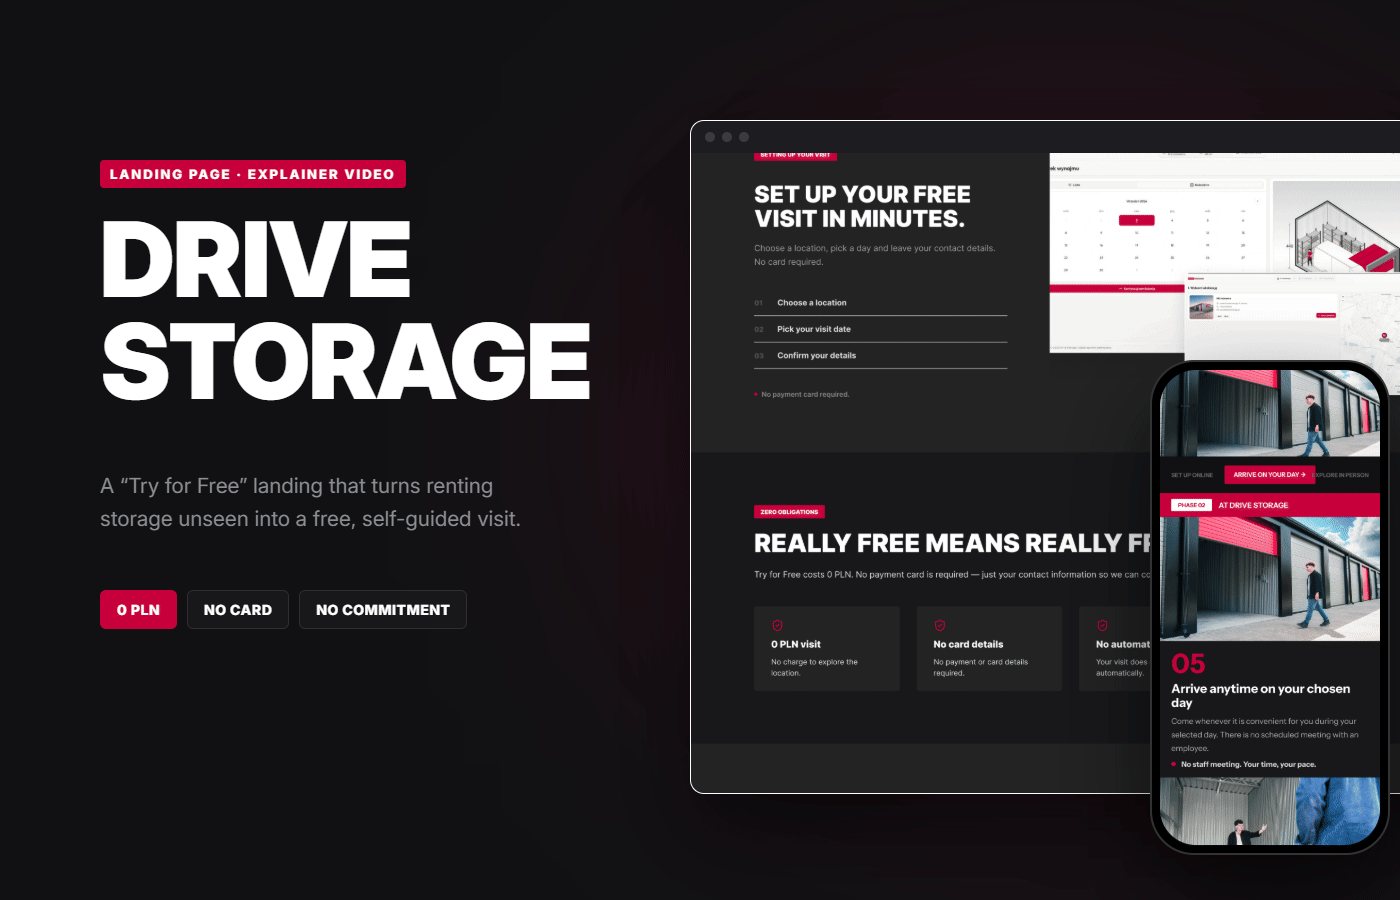 LANDING PAGE · EXPLAINER VIDEO
DRIVE
STORAGE
A “Try for Free” landing that turns renting
storage unseen into a free, self-guided visit.
0 PLN
NO CARD
NO COMMITMENT
SETTING UP YOUR VISIT
SET UP YOUR FREE
VISIT IN MINUTES.
Choose a location, pick a day and leave your contact details.
No card required.
01 Choose a location
02 Pick your visit date
03 Confirm your details
No payment card required.
ZERO OBLIGATIONS
REALLY FREE MEANS REALLY
Try for Free costs 0 PLN. No payment card is required — just your contact information so we can
0 PLN visit
No charge to explore the
location.
No card details
No payment or card details
required.
No automat
Your visit does
automatically.
SET UP ONLINE
ARRIVE ON YOUR DAY →
EXPLORE IN PERSON
PHASE 02
AT DRIVE STORAGE
05
Arrive anytime on your chosen
day
Come whenever it is convenient for you during your
selected day. There is no scheduled meeting with an
employee.
No staff meeting. Your time, your pace.